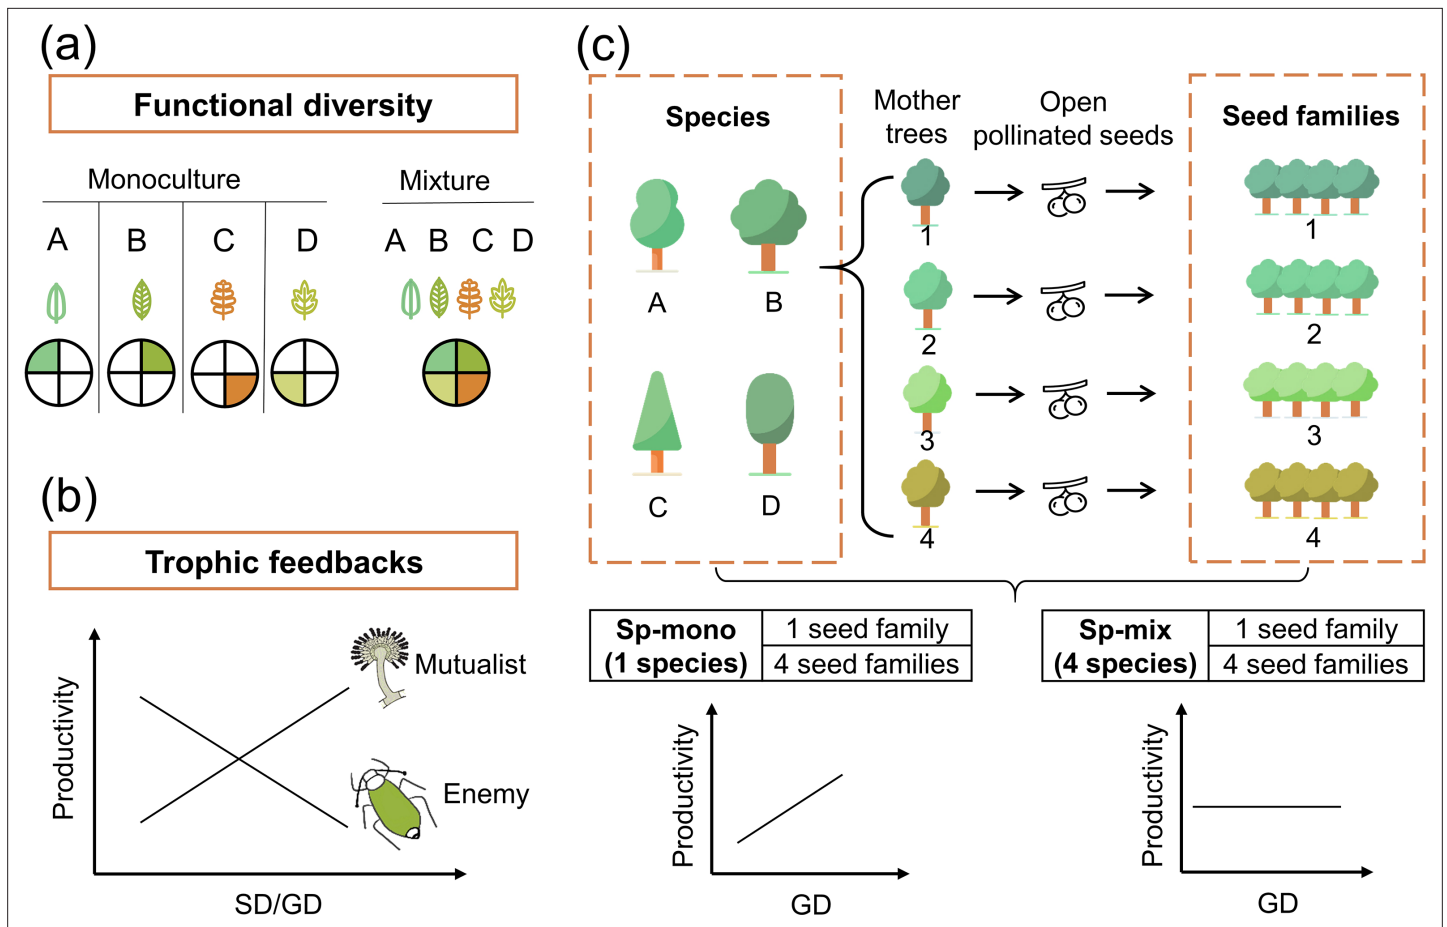 (a)
Functional diversity
Monoculture
Mixture
A B C D
A B C D
(b)
Trophic feedbacks
Productivity
Mutualist
Enemy
SD/GD
(c)
Species
A B
C D
Mother
trees
Open
pollinated seeds
1
2
3
4
Seed families
1
2
3
4
Sp-mono
(1 species)
1 seed family
4 seed families
Productivity
GD
Sp-mix
(4 species)
1 seed family
4 seed families
Productivity
GD